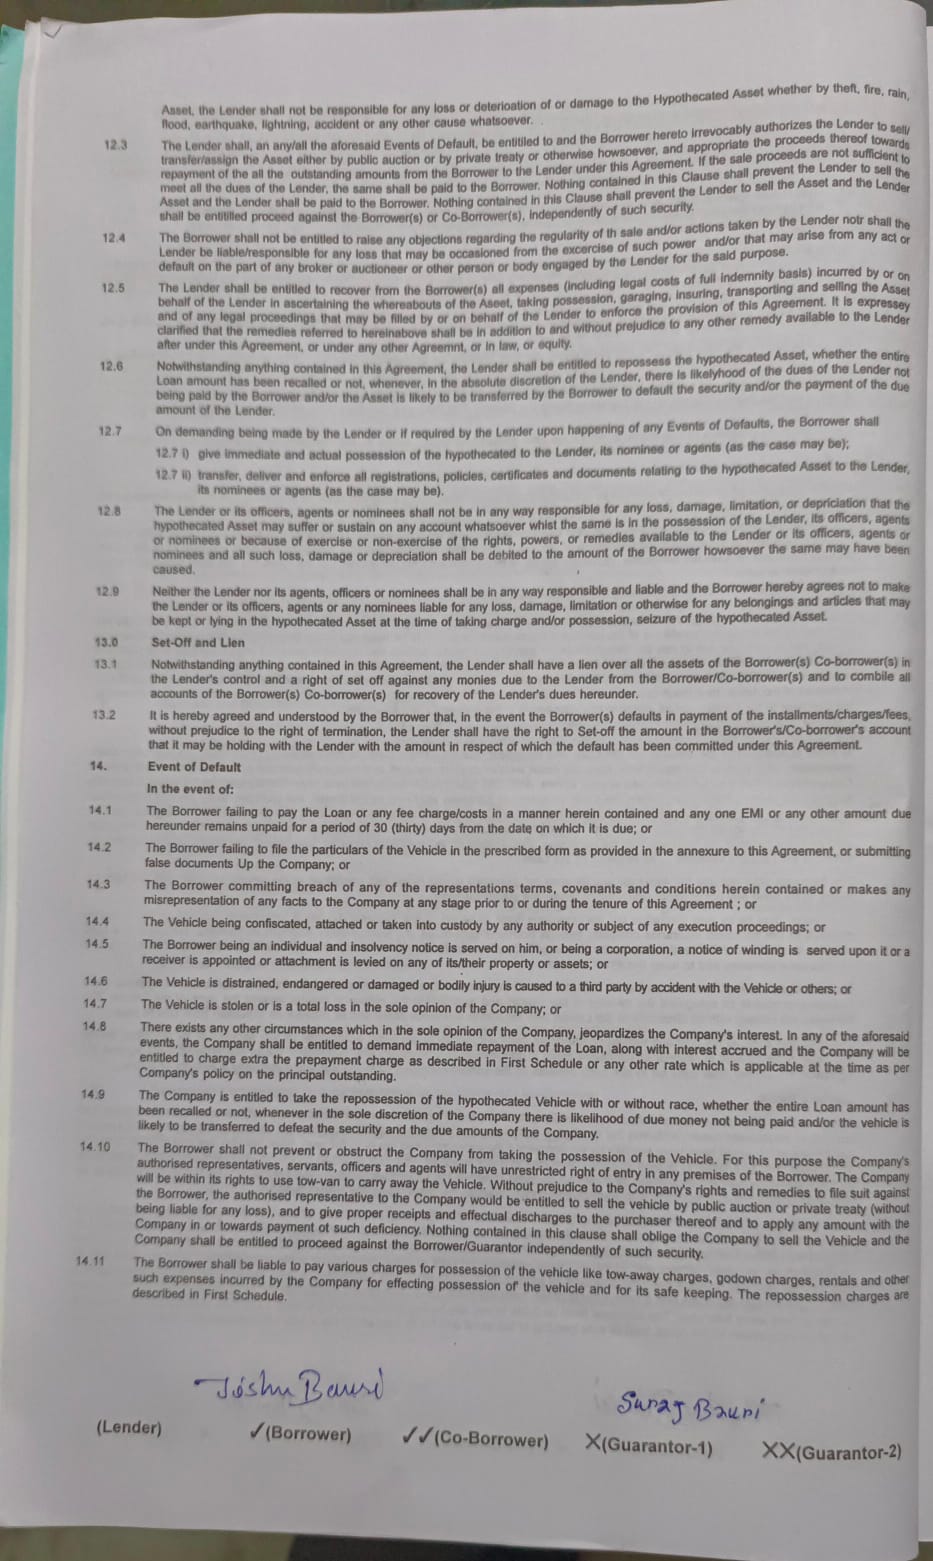 Asset, the Lender shall not be responsible for any loss or deterioation of or damage to the Hypothecated Asset whether by theft, fire, rain,
flood, earthquake, lightning, accident or any other cause whatsoever.
12.3 The Lender shall, an any/all the aforesaid Events of Default, be entitled to and the Borrower hereto irrevocably authorizes the Lender to sell/
transfer/assign the Asset either by public auction or by private treaty or otherwise howsoever, and appropriate the proceeds thereof towards
repayment of the all the outstanding amounts from the Borrower to the Lender under this Agreement. If the sale proceeds are not sufficient to
meet all the dues of the Lender, the same shall be paid to the Borrower. Nothing contained in this Clause shall prevent the Lender to sell the
Asset and the Lender shall be paid to the Borrower. Nothing contained in this Clause shall prevent the Lender to sell the Asset and the Lender
shall be entitled proceed against the Borrower(s) or Co-Borrower(s), independently of such security.
12.4 The Borrower shall not be entitled to raise any objections regarding the regularity of th sale and/or actions taken by the Lender notr shall the
Lender be liable/responsible for any loss that may be occasioned from the excercise of such power and/or that may arise from any act or
default on the part of any broker or auctioneer or other person or body engaged by the Lender for the said purpose.
12.5 The Lender shall be entitled to recover from the Borrower(s) all expenses (including legal costs of full indemnity basis) incurred by or on
behalf of the Lender in ascertaining the whereabouts of the Aseet, taking possession, garaging, insuring, transporting and selling the Asset
and of any legal proceedings that may be filled by or on behalf of the Lender to enforce the provision of this Agreement. It is expressey
clarified that the remedies referred to hereinabove shall be in addition to and without prejudice to any other remedy available to the Lender
after under this Agreement, or under any other Agreemnt, or in law, or equity.
12.6 Notwithstanding anything contained in this Agreement, the Lender shall be entitled to repossess the hypothecated Asset, whether the entire
Loan amount has been recalled or not, whenever, in the absolute discretion of the Lender, there is likelyhood of the dues of the Lender not
being paid by the Borrower and/or the Asset is likely to be transferred by the Borrower to default the security and/or the payment of the due
amount of the Lender.
12.7 On demanding being made by the Lender or if required by the Lender upon happening of any Events of Defaults, the Borrower shall
12.7 i) give immediate and actual possession of the hypothecated to the Lender, its nominee or agents (as the case may be);
12.7 ii) transfer, deliver and enforce all registrations, policies, certificates and documents relating to the hypothecated Asset to the Lender,
its nominees or agents (as the case may be).
12.8 The Lender or its officers, agents or nominees shall not be in any way responsible for any loss, damage, limitation, or depriciation that the
hypothecated Asset may suffer or sustain on any account whatsoever whist the same is in the possession of the Lender, its officers, agents
or nominees or because of exercise or non-exercise of the rights, powers, or remedies available to the Lender or its officers, agents or
nominees and all such loss, damage or depreciation shall be debited to the amount of the Borrower howsoever the same may have been
caused.
12.9 Neither the Lender nor its agents, officers or nominees shall be in any way responsible and liable and the Borrower hereby agrees not to make
the Lender or its officers, agents or any nominees liable for any loss, damage, limitation or otherwise for any belongings and articles that may
be kept or lying in the hypothecated Asset at the time of taking charge and/or possession, seizure of the hypothecated Asset.
13.0 Set-Off and Lien
13.1 Notwithstanding anything contained in this Agreement, the Lender shall have a lien over all the assets of the Borrower(s) Co-borrower(s) in
the Lender's control and a right of set off against any monies due to the Lender from the Borrower/Co-borrower(s) and to combile all
accounts of the Borrower(s) Co-borrower(s) for recovery of the Lender's dues hereunder.
13.2 It is hereby agreed and understood by the Borrower that, in the event the Borrower(s) defaults in payment of the installments/charges/fees,
without prejudice to the right of termination, the Lender shall have the right to Set-off the amount in the Borrower's/Co-borrower's account
that it may be holding with the Lender with the amount in respect of which the default has been committed under this Agreement.
14. Event of Default
In the event of:
14.1 The Borrower failing to pay the Loan or any fee charge/costs in a manner herein contained and any one EMI or any other amount due
hereunder remains unpaid for a period of 30 (thirty) days from the date on which it is due; or
14.2 The Borrower failing to file the particulars of the Vehicle in the prescribed form as provided in the annexure to this Agreement, or submitting
false documents Up the Company; or
14.3 The Borrower committing breach of any of the representations terms, covenants and conditions herein contained or makes any
misrepresentation of any facts to the Company at any stage prior to or during the tenure of this Agreement ; or
14.4 The Vehicle being confiscated, attached or taken into custody by any authority or subject of any execution proceedings; or
14.5 The Borrower being an individual and insolvency notice is served on him, or being a corporation, a notice of winding is served upon it or a
receiver is appointed or attachment is levied on any of its/their property or assets; or
14.6 The Vehicle is distrained, endangered or damaged or bodily injury is caused to a third party by accident with the Vehicle or others; or
14.7 The Vehicle is stolen or is a total loss in the sole opinion of the Company; or
14.8 There exists any other circumstances which in the sole opinion of the Company, jeopardizes the Company's interest. In any of the aforesaid
events, the Company shall be entitled to demand immediate repayment of the Loan, along with interest accrued and the Company will be
entitled to charge extra the prepayment charge as described in First Schedule or any other rate which is applicable at the time as per
Company's policy on the principal outstanding.
14.9 The Company is entitled to take the repossession of the hypothecated Vehicle with or without race, whether the entire Loan amount has
been recalled or not, whenever in the sole discretion of the Company there is likelihood of due money not being paid and/or the vehicle is
likely to be transferred to defeat the security and the due amounts of the Company.
14.10 The Borrower shall not prevent or obstruct the Company from taking the possession of the Vehicle. For this purpose the Company's
authorised representatives, servants, officers and agents will have unrestricted right of entry in any premises of the Borrower. The Company
will be within its rights to use tow-van to carry away the Vehicle. Without prejudice to the Company's rights and remedies to file suit against
the Borrower, the authorised representative to the Company would be entitled to sell the vehicle by public auction or private treaty (without
being liable for any loss), and to give proper receipts and effectual discharges to the purchaser thereof and to apply any amount with the
Company in or towards payment ot such deficiency. Nothing contained in this clause shall oblige the Company to sell the Vehicle and the
Company shall be entitled to proceed against the Borrower/Guarantor independently of such security.
14.11 The Borrower shall be liable to pay various charges for possession of the vehicle like tow-away charges, godown charges, rentals and other
such expenses incurred by the Company for effecting possession of the vehicle and for its safe keeping. The repossession charges are
described in First Schedule.
Bauri Suraj Bauri
(Lender) ✓(Borrower) ✓✓(Co-Borrower) X(Guarantor-1) XX(Guarantor-2)